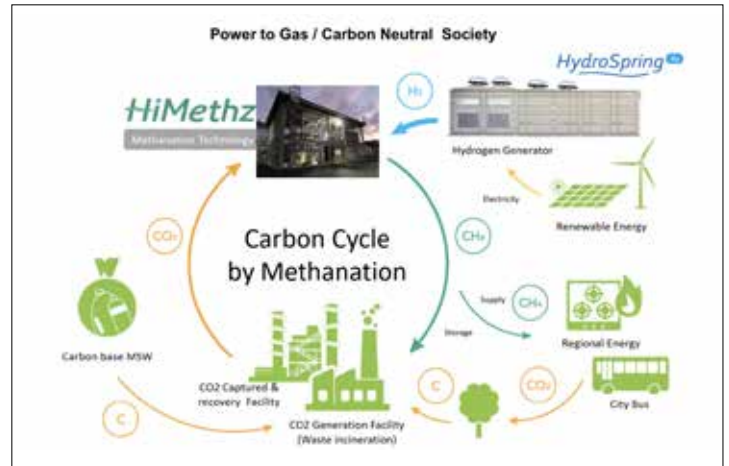 Power to Gas / Carbon Neutral Society
HydroSpring
HiMethz
Methanation Technology
H₂
Hydrogen Generator
Electricity
Renewable Energy
CO₂
CH₄
Carbon Cycle
by Methanation
Supply
CH₄
Storage
Regional Energy
Carbon base MSW
CO2 Captured &
recovery Facility
C
CO₂
City Bus
C
CO2 Generation Facility
(Waste incineration)